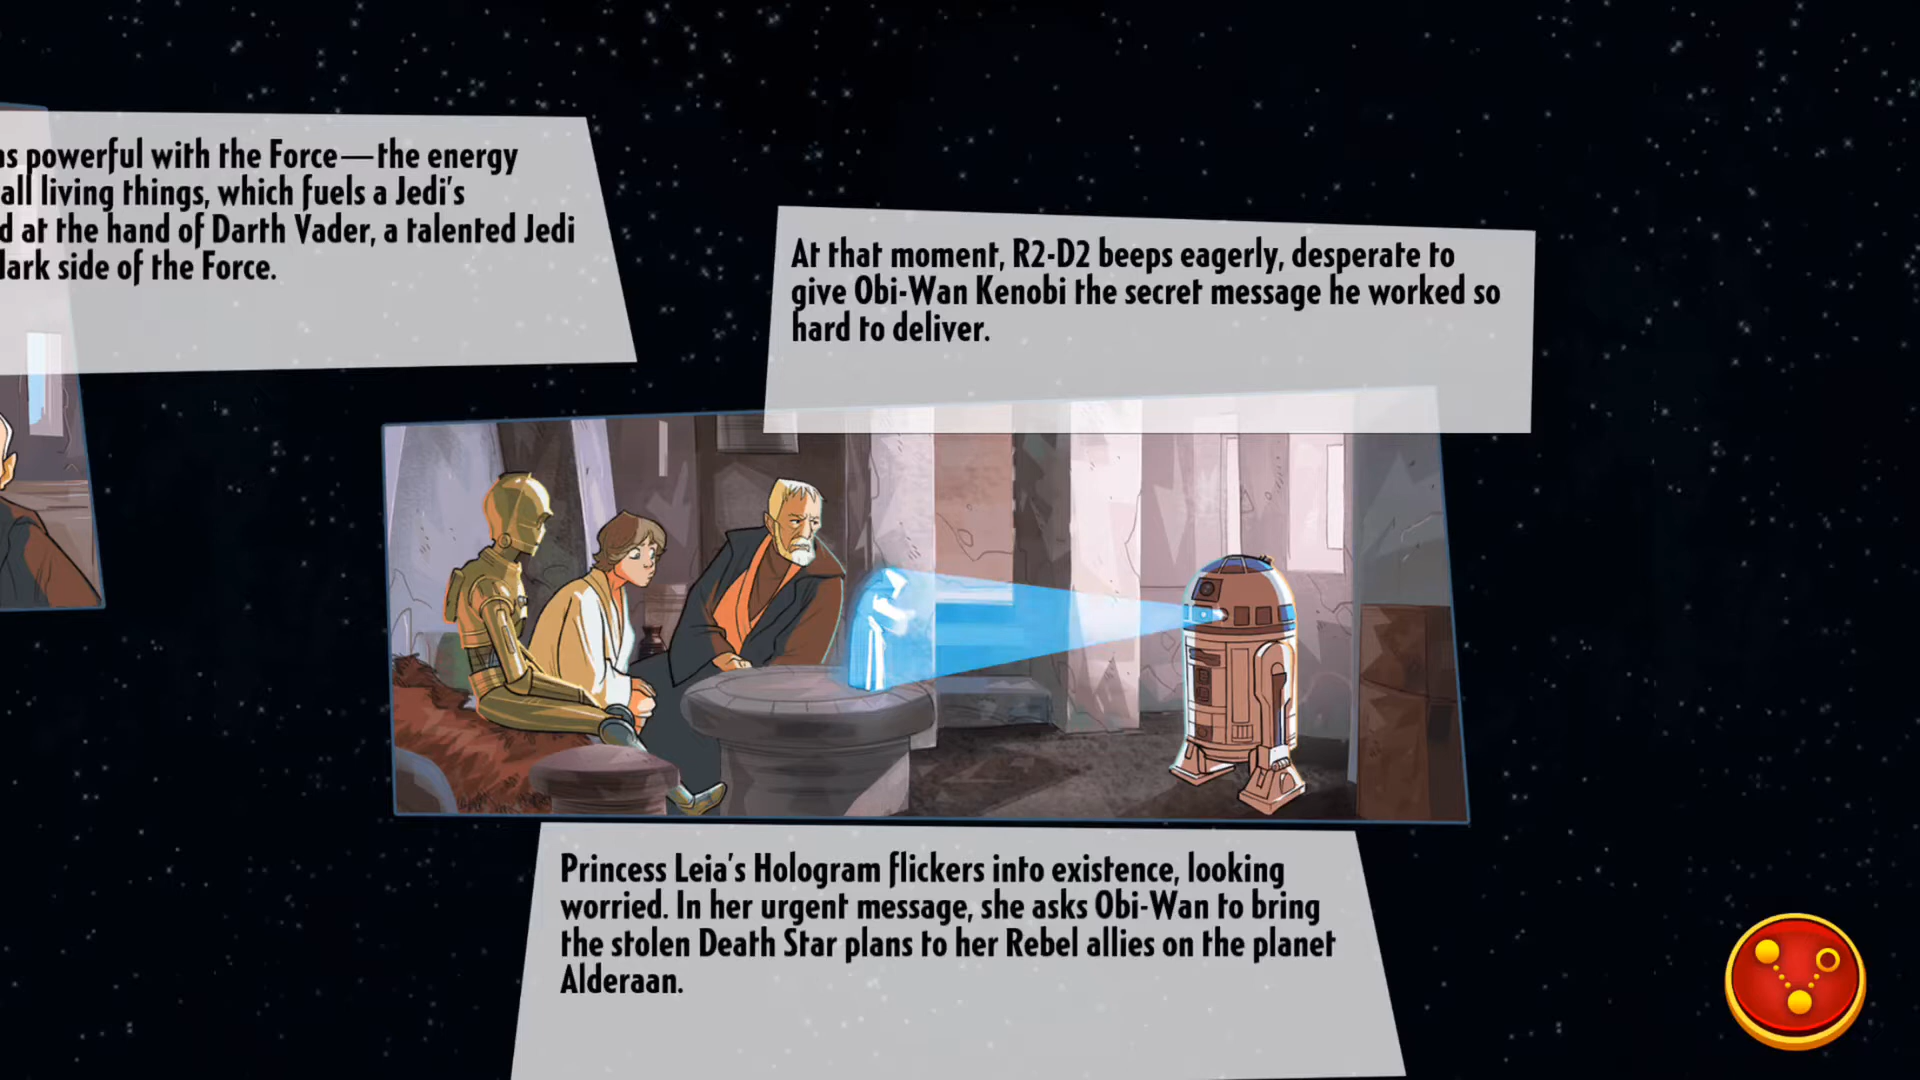 as powerful with the Force—the energy
all living things, which fuels a Jedi's
d at the hand of Darth Vader, a talented Jedi
dark side of the Force.
At that moment, R2-D2 beeps eagerly, desperate to
give Obi-Wan Kenobi the secret message he worked so
hard to deliver.
Princess Leia's Hologram flickers into existence, looking
worried. In her urgent message, she asks Obi-Wan to bring
the stolen Death Star plans to her Rebel allies on the planet
Alderaan.